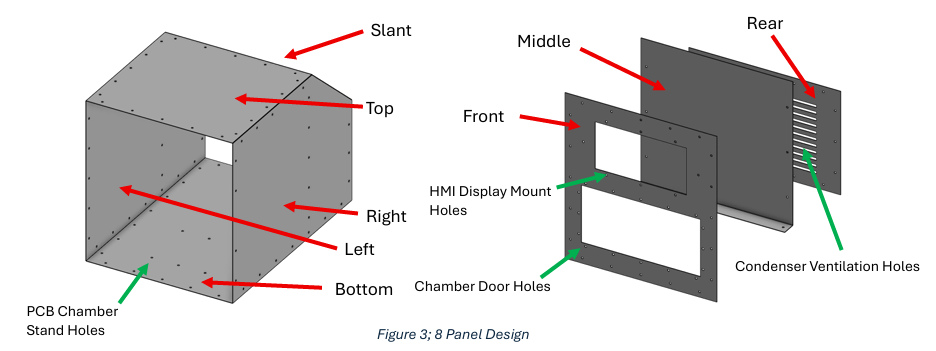 Slant
Top
Right
Left
Bottom
PCB Chamber
Stand Holes
Rear
Middle
Front
HMI Display Mount
Holes
Chamber Door Holes
Condenser Ventilation Holes
Figure 3; 8 Panel Design